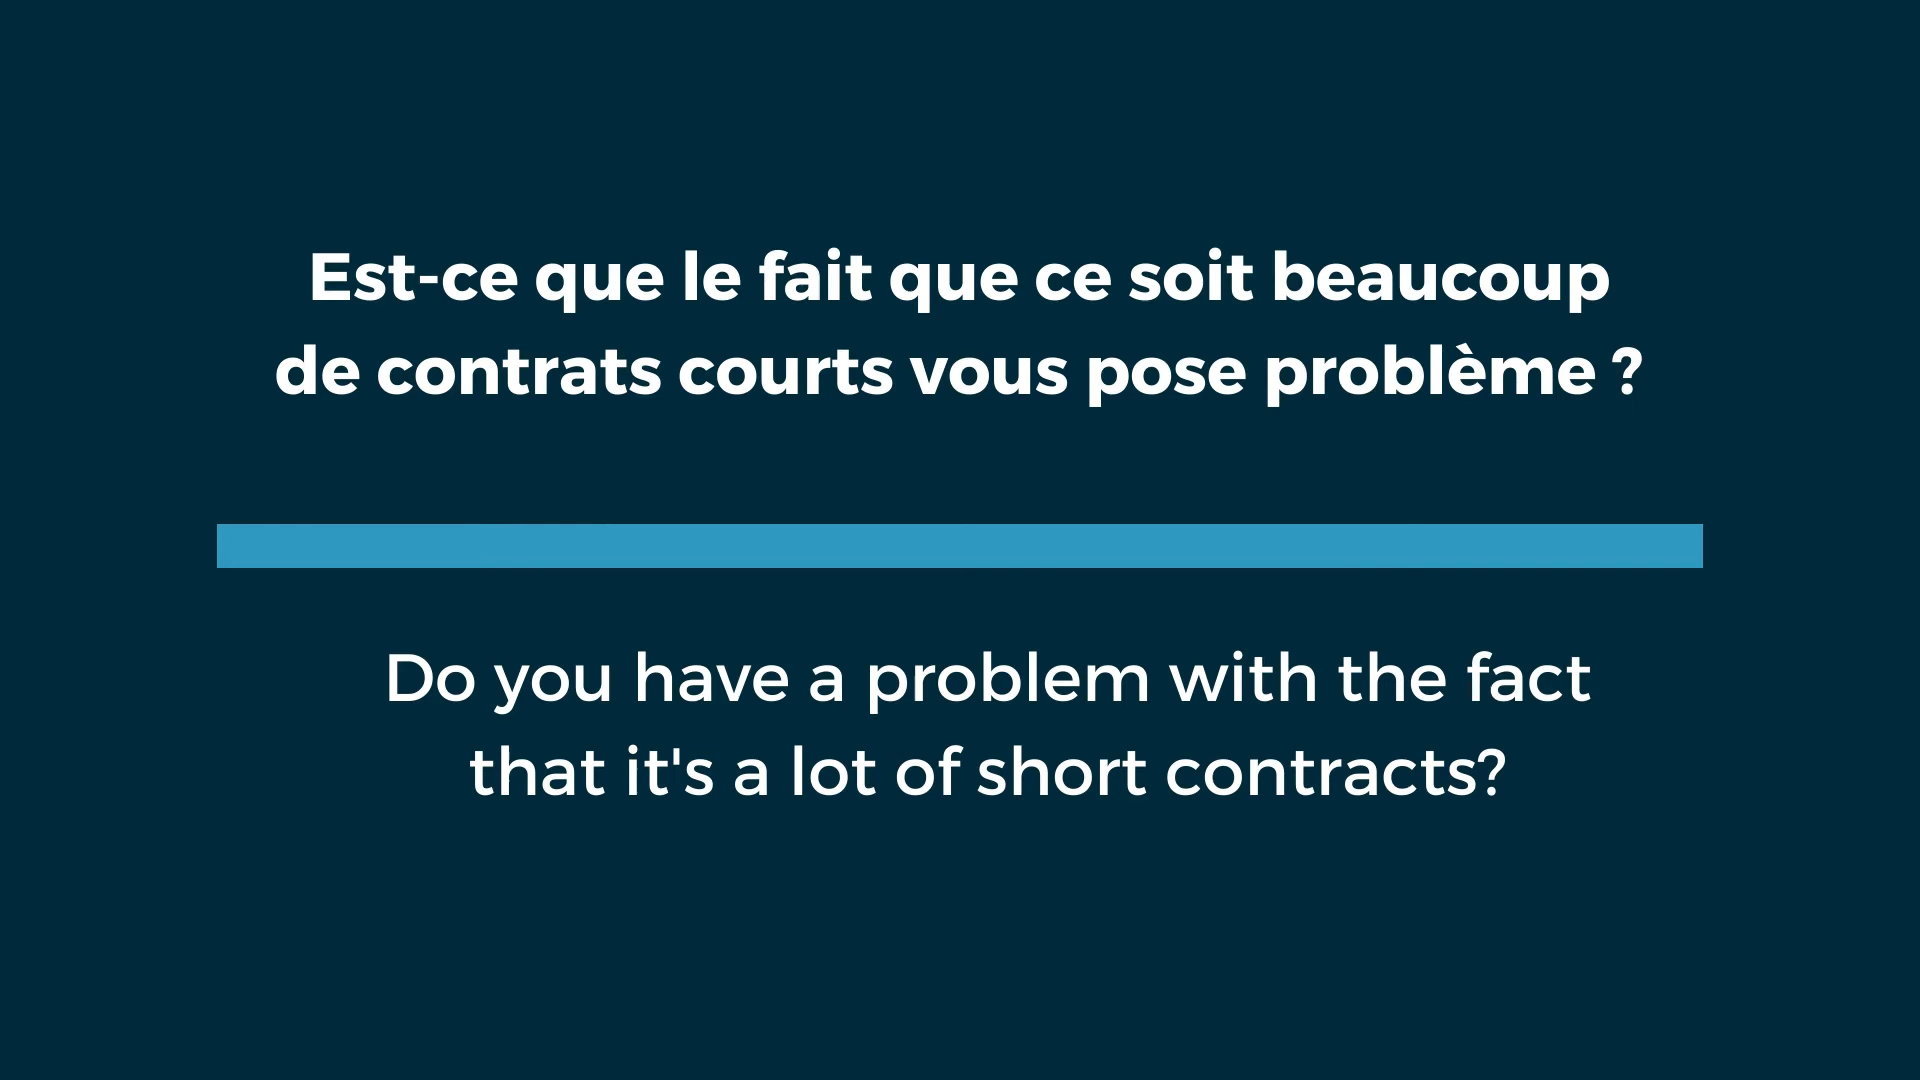 Est-ce que le fait que ce soit beaucoup
de contrats courts vous pose problème ?
Do you have a problem with the fact
that it's a lot of short contracts?